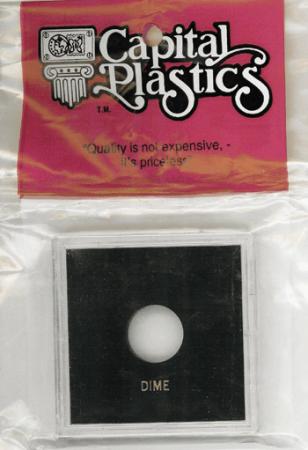 Capital
Plastics
T.M.
"Quality is not expensive, -
it's priceless"
DIME